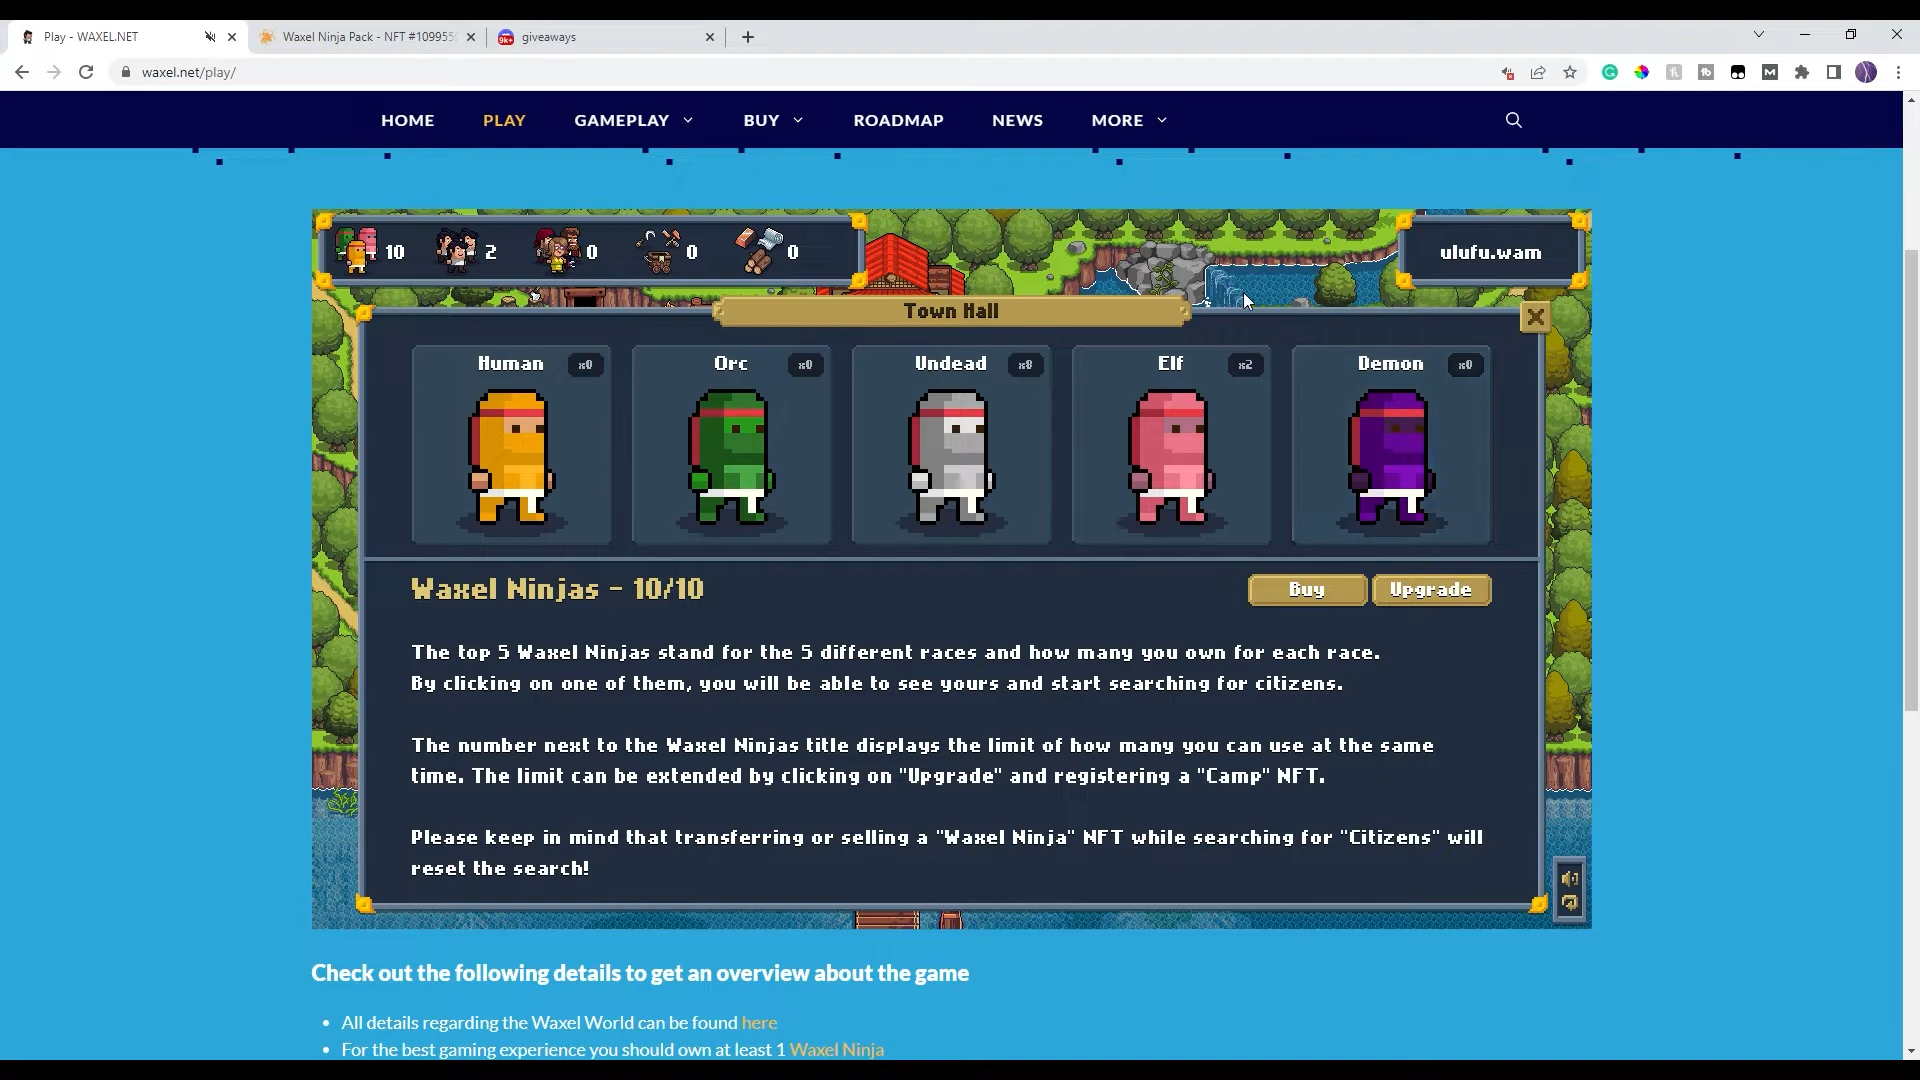 Play - WAXEL.NET
Waxel Ninja Pack - NFT #1099559
9k+
giveaways
waxel.net/play/
HOME
PLAY
GAMEPLAY
BUY
ROADMAP
NEWS
MORE
10
2
0
0
0
ulufu.wam
Town Hall
Human x0
Orc x0
Undead x8
Elf x2
Demon x0
Waxel Ninjas - 10/10
Buy
Upgrade
The top 5 Waxel Ninjas stand for the 5 different races and how many you own for each race.
By clicking on one of them, you will be able to see yours and start searching for citizens.
The number next to the Waxel Ninjas title displays the limit of how many you can use at the same
time. The limit can be extended by clicking on "Upgrade" and registering a "Camp" NFT.
Please keep in mind that transferring or selling a "Waxel Ninja" NFT while searching for "Citizens" will
reset the search!
Check out the following details to get an overview about the game
• All details regarding the Waxel World can be found here
• For the best gaming experience you should own at least 1 Waxel Ninja